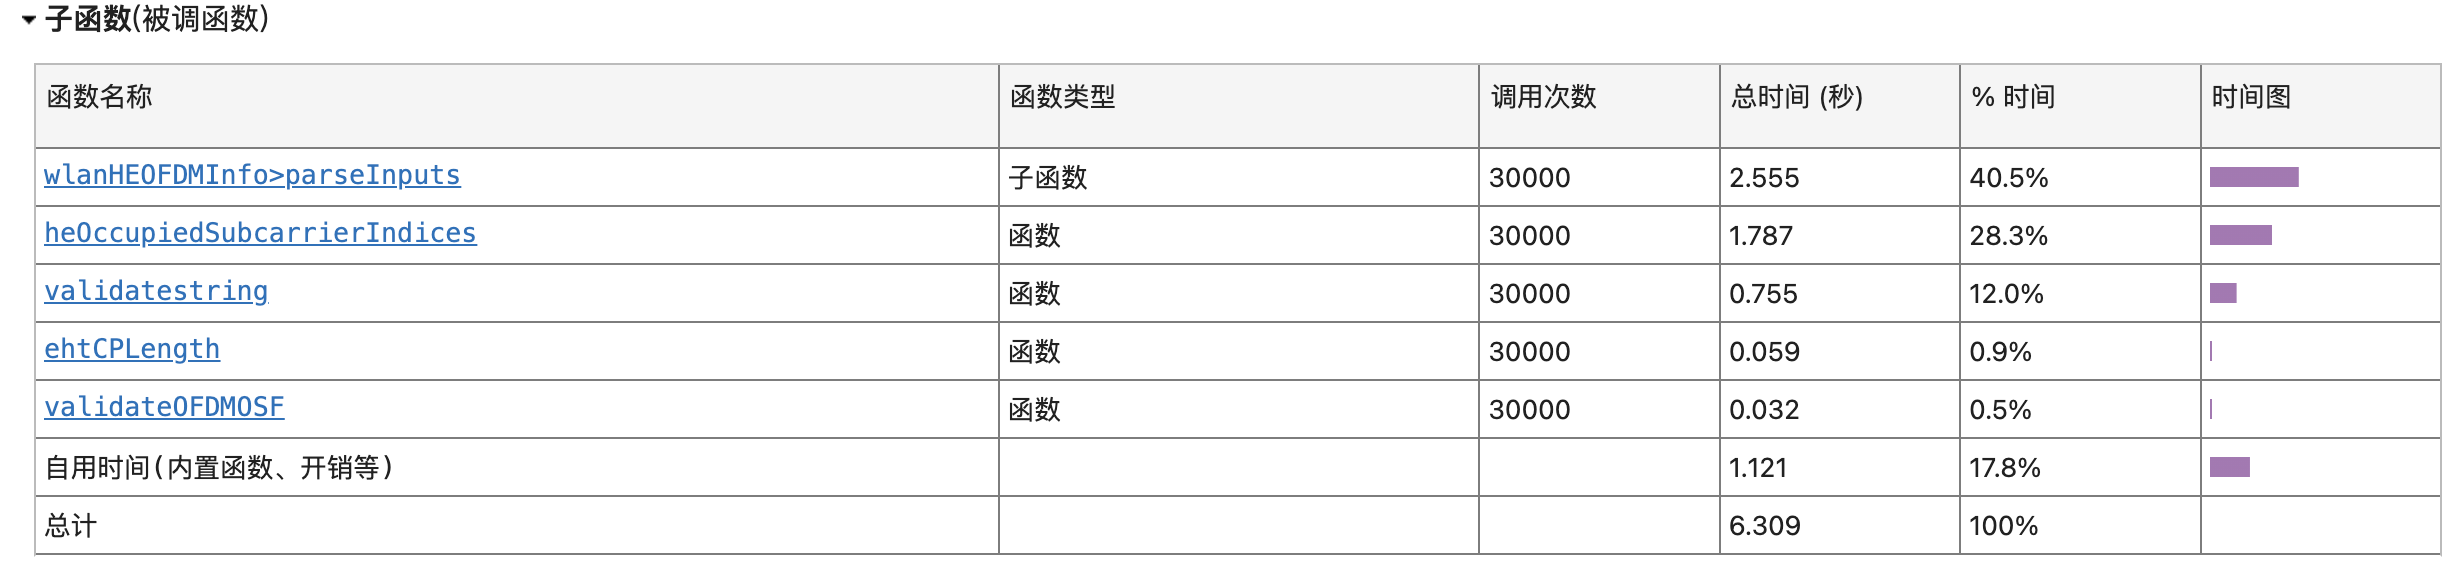 子函数(被调函数)
函数名称 函数类型 调用次数 总时间 (秒) % 时间 时间图
wlanHEOFDMInfo>parseInputs 子函数 30000 2.555 40.5%
heOccupiedSubcarrierIndices 函数 30000 1.787 28.3%
validatestring 函数 30000 0.755 12.0%
ehtCPLength 函数 30000 0.059 0.9%
validateOFDMOSF 函数 30000 0.032 0.5%
自用时间(内置函数、开销等) 1.121 17.8%
总计 6.309 100%